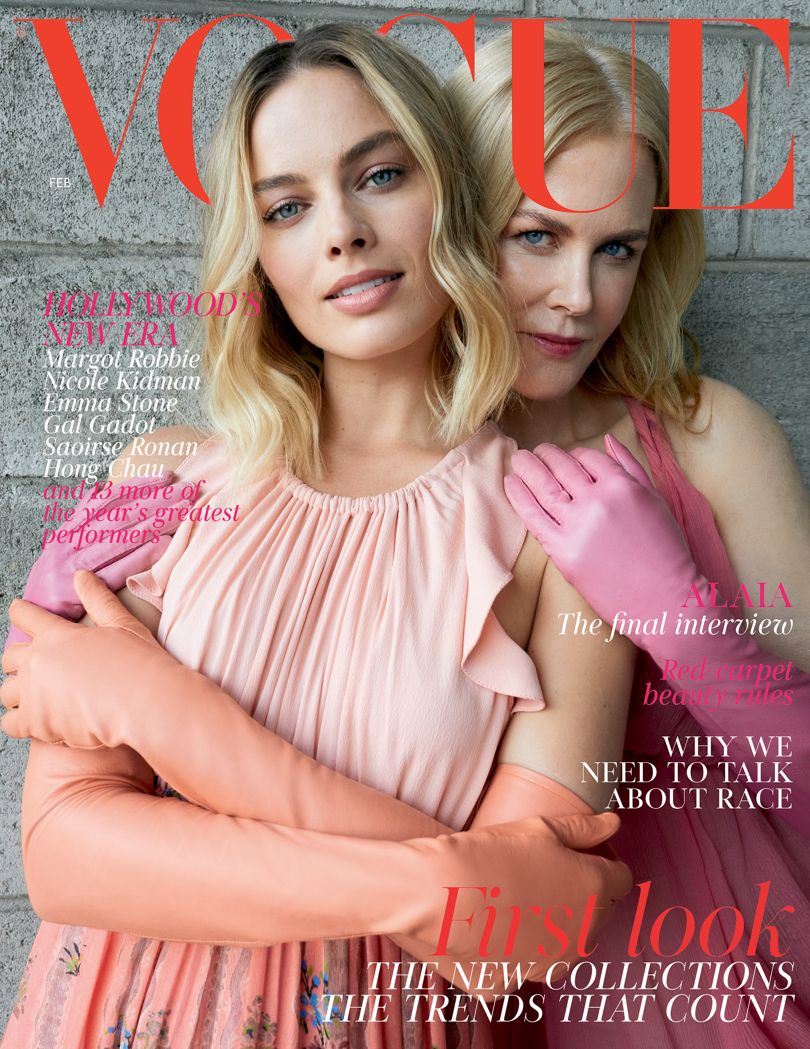 VOGUE
FEB
HOLLYWOOD'S
NEW ERA
Margot Robbie
Nicole Kidman
Emma Stone
Gal Gadot
Saoirse Ronan
Hong Chau
and 13 more of
the year's greatest
performers
ALAÏA
The final interview
Red-carpet
beauty rules
WHY WE
NEED TO TALK
ABOUT RACE
First look
THE NEW COLLECTIONS
THE TRENDS THAT COUNT